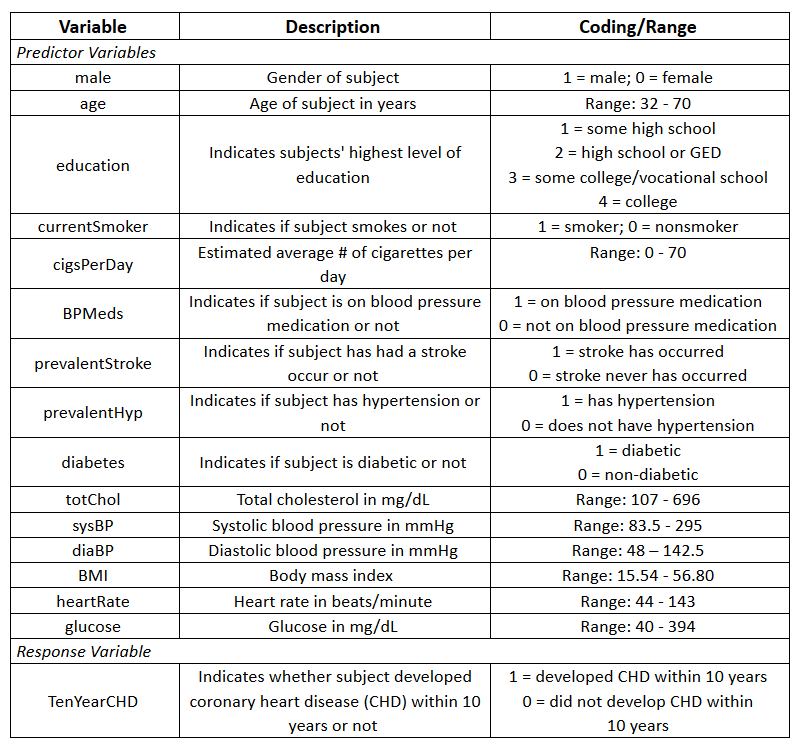 Variable Description Coding/Range
Predictor Variables
male Gender of subject 1 = male; 0 = female
age Age of subject in years Range: 32 - 70
education Indicates subjects' highest level of education 1 = some high school
2 = high school or GED
3 = some college/vocational school
4 = college
currentSmoker Indicates if subject smokes or not 1 = smoker; 0 = nonsmoker
cigsPerDay Estimated average # of cigarettes per day Range: 0 - 70
BPMeds Indicates if subject is on blood pressure medication or not 1 = on blood pressure medication
0 = not on blood pressure medication
prevalentStroke Indicates if subject has had a stroke occur or not 1 = stroke has occurred
0 = stroke never has occurred
prevalentHyp Indicates if subject has hypertension or not 1 = has hypertension
0 = does not have hypertension
diabetes Indicates if subject is diabetic or not 1 = diabetic
0 = non-diabetic
totChol Total cholesterol in mg/dL Range: 107 - 696
sysBP Systolic blood pressure in mmHg Range: 83.5 - 295
diaBP Diastolic blood pressure in mmHg Range: 48 – 142.5
BMI Body mass index Range: 15.54 - 56.80
heartRate Heart rate in beats/minute Range: 44 - 143
glucose Glucose in mg/dL Range: 40 - 394
Response Variable
TenYearCHD Indicates whether subject developed coronary heart disease (CHD) within 10 years or not 1 = developed CHD within 10 years
0 = did not develop CHD within
10 years